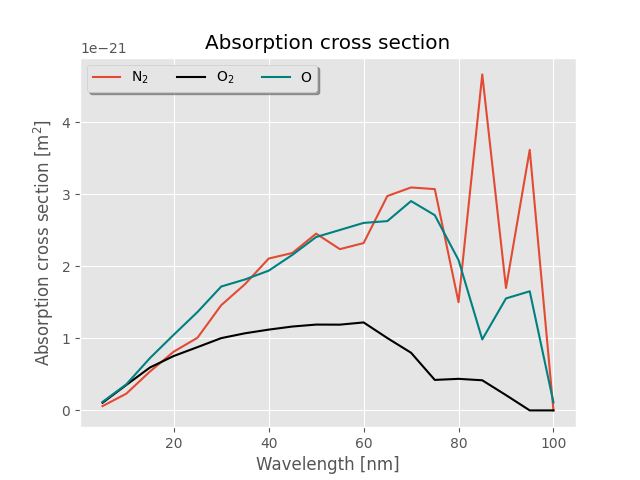 Absorption cross section
1e−21
N₂ O₂ O
Absorption cross section [m²]
4
3
2
1
0
20 40 60 80 100
Wavelength [nm]